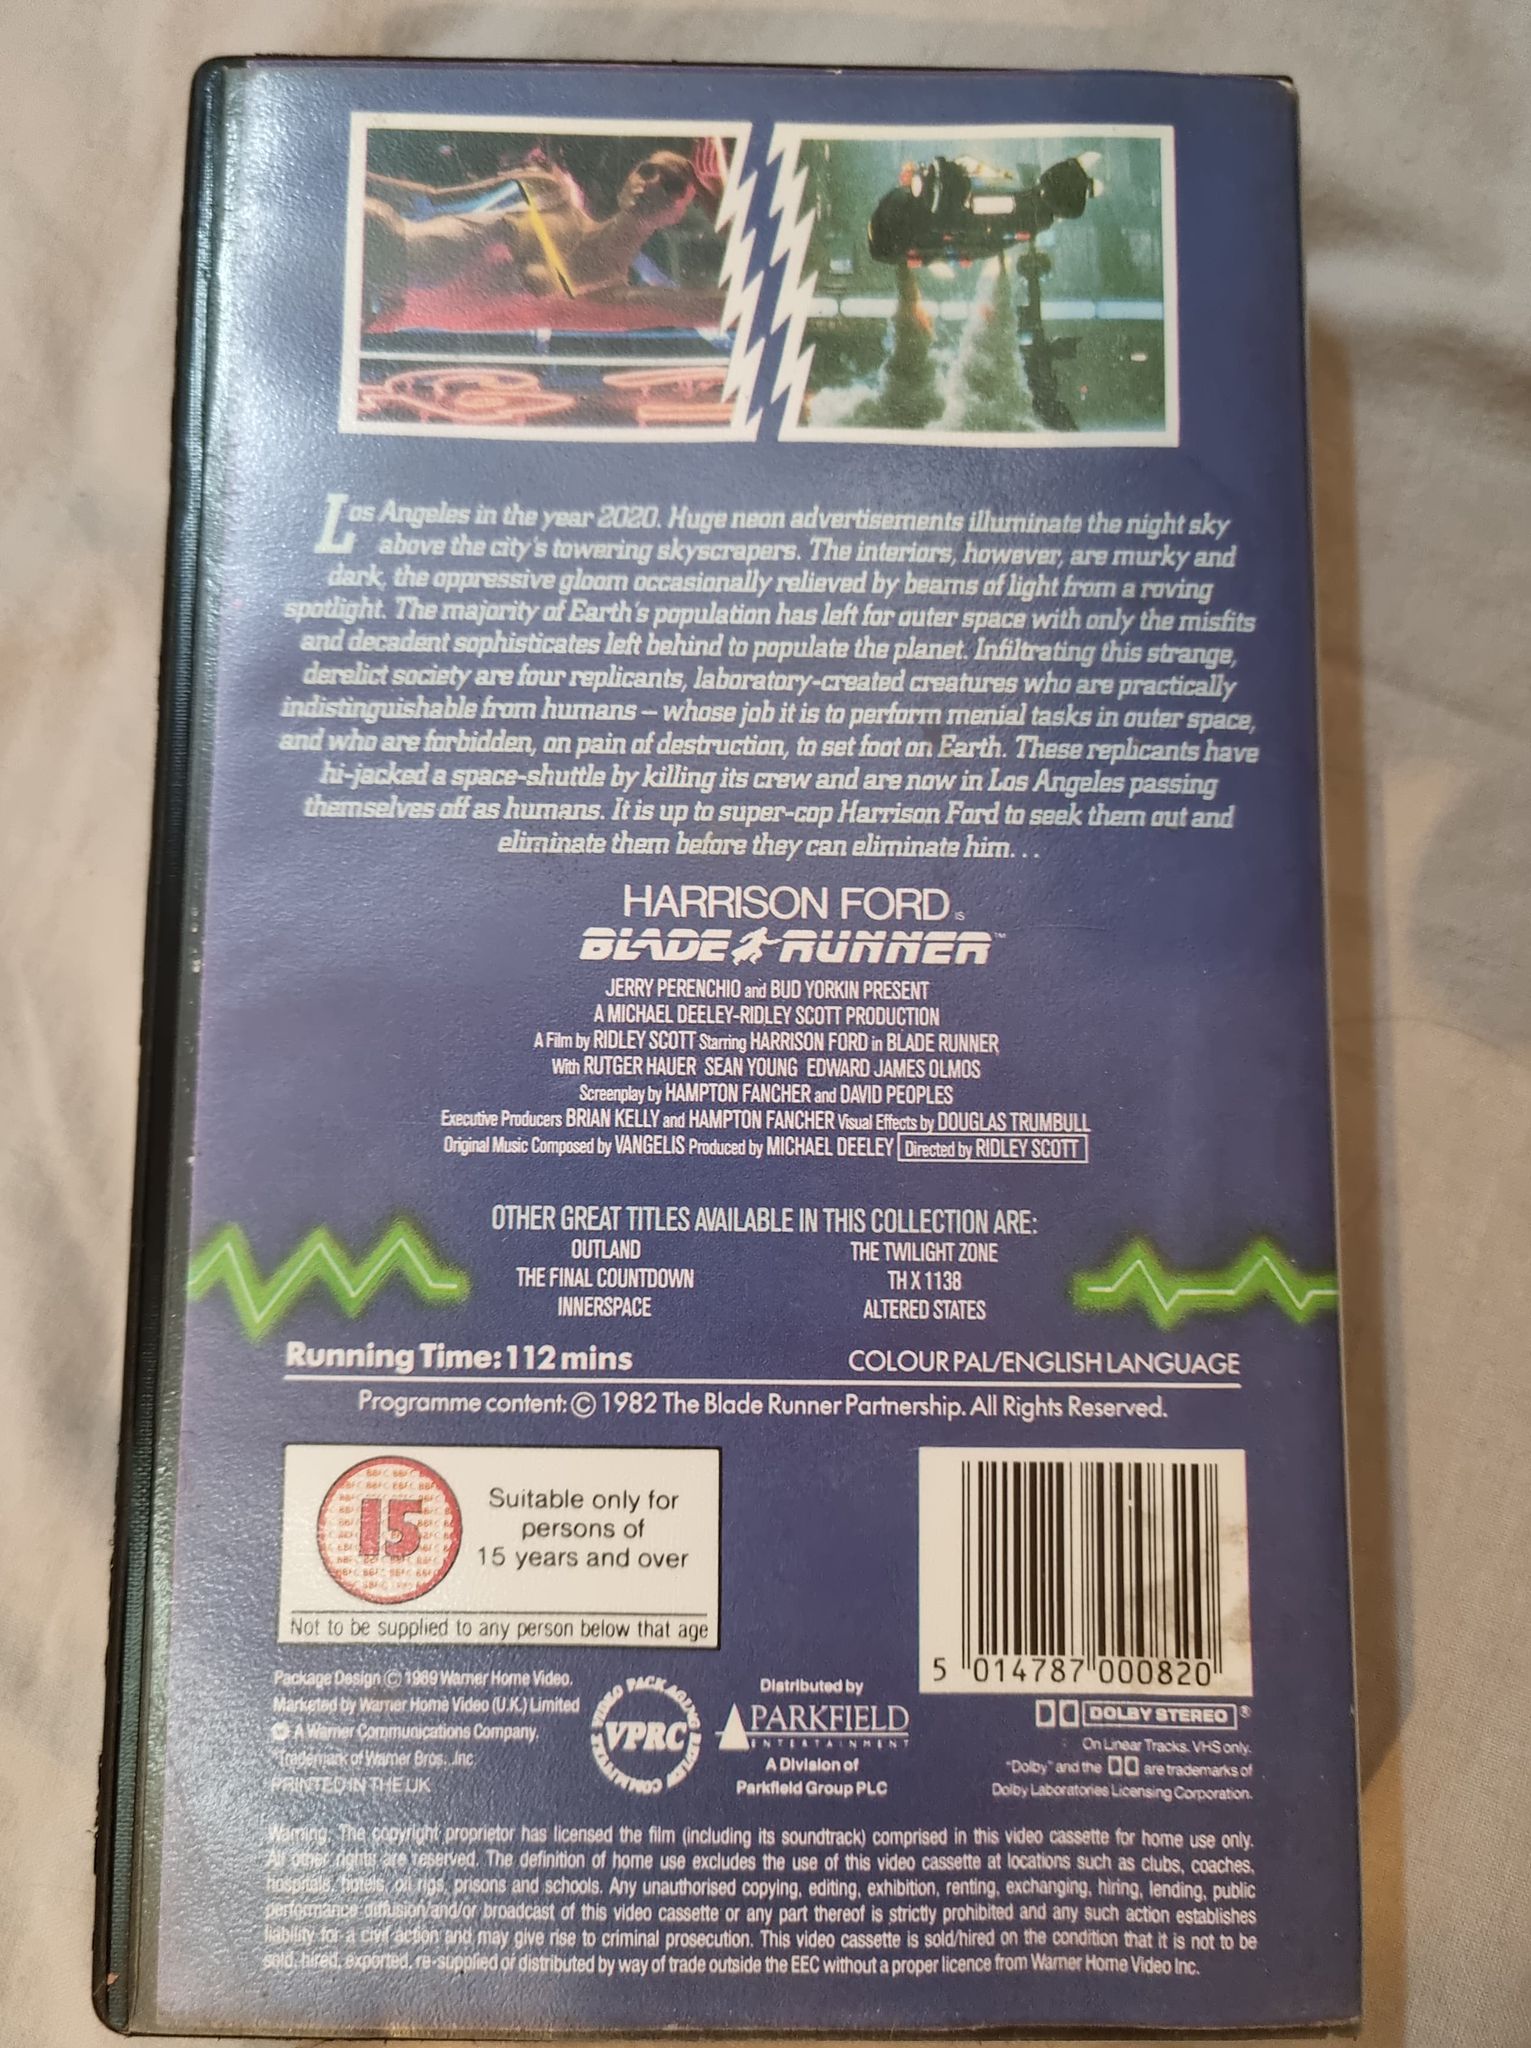 Los Angeles in the year 2020. Huge neon advertisements illuminate the night sky
above the city's towering skyscrapers. The interiors, however, are murky and
dark, the oppressive gloom occasionally relieved by beams of light from a roving
spotlight. The majority of Earth's population has left for outer space with only the misfits
and decadent sophisticates left behind to populate the planet. Infiltrating this strange,
derelict society are four replicants, laboratory-created creatures who are practically
indistinguishable from humans – whose job it is to perform menial tasks in outer space,
and who are forbidden, on pain of destruction, to set foot on Earth. These replicants have
hi-jacked a space-shuttle by killing its crew and are now in Los Angeles passing
themselves off as humans. It is up to super-cop Harrison Ford to seek them out and
eliminate them before they can eliminate him...
HARRISON FORD IS
BLADE RUNNER™
JERRY PERENCHIO and BUD YORKIN PRESENT
A MICHAEL DEELEY-RIDLEY SCOTT PRODUCTION
A Film by RIDLEY SCOTT Starring HARRISON FORD in BLADE RUNNER
With RUTGER HAUER SEAN YOUNG EDWARD JAMES OLMOS
Screenplay by HAMPTON FANCHER and DAVID PEOPLES
Executive Producers BRIAN KELLY and HAMPTON FANCHER Visual Effects by DOUGLAS TRUMBULL
Original Music Composed by VANGELIS Produced by MICHAEL DEELEY Directed by RIDLEY SCOTT
OTHER GREAT TITLES AVAILABLE IN THIS COLLECTION ARE:
OUTLAND
THE FINAL COUNTDOWN
INNERSPACE
THE TWILIGHT ZONE
TH X 1138
ALTERED STATES
Running Time: 112 mins
COLOUR PAL/ENGLISH LANGUAGE
Programme content: © 1982 The Blade Runner Partnership. All Rights Reserved.
15
Suitable only for
persons of
15 years and over
Not to be supplied to any person below that age
5 014787 000820
Package Design © 1989 Warner Home Video.
Marketed by Warner Home Video (U.K.) Limited
A Warner Communications Company.
Trademark of Warner Bros. Inc
PRINTED IN THE UK
VIDEO PACKAGING REVIEW COMMITTEE
VPRC
Distributed by
PARKFIELD
ENTERTAINMENT
A Division of
Parkfield Group PLC
DOLBY STEREO®
On Linear Tracks. VHS only.
"Dolby" and the are trademarks of
Dolby Laboratories Licensing Corporation.
Warning. The copyright proprietor has licensed the film (including its soundtrack) comprised in this video cassette for home use only.
All other rights are reserved. The definition of home use excludes the use of this video cassette at locations such as clubs, coaches,
hospitals, hotels, oil rigs, prisons and schools. Any unauthorised copying, editing, exhibition, renting, exchanging, hiring, lending, public
performance diffusion/and/or broadcast of this video cassette or any part thereof is strictly prohibited and any such action establishes
liability for a civil action and may give rise to criminal prosecution. This video cassette is sold/hired on the condition that it is not to be
sold, hired, exported, re-supplied or distributed by way of trade outside the EEC without a proper licence from Warner Home Video Inc.